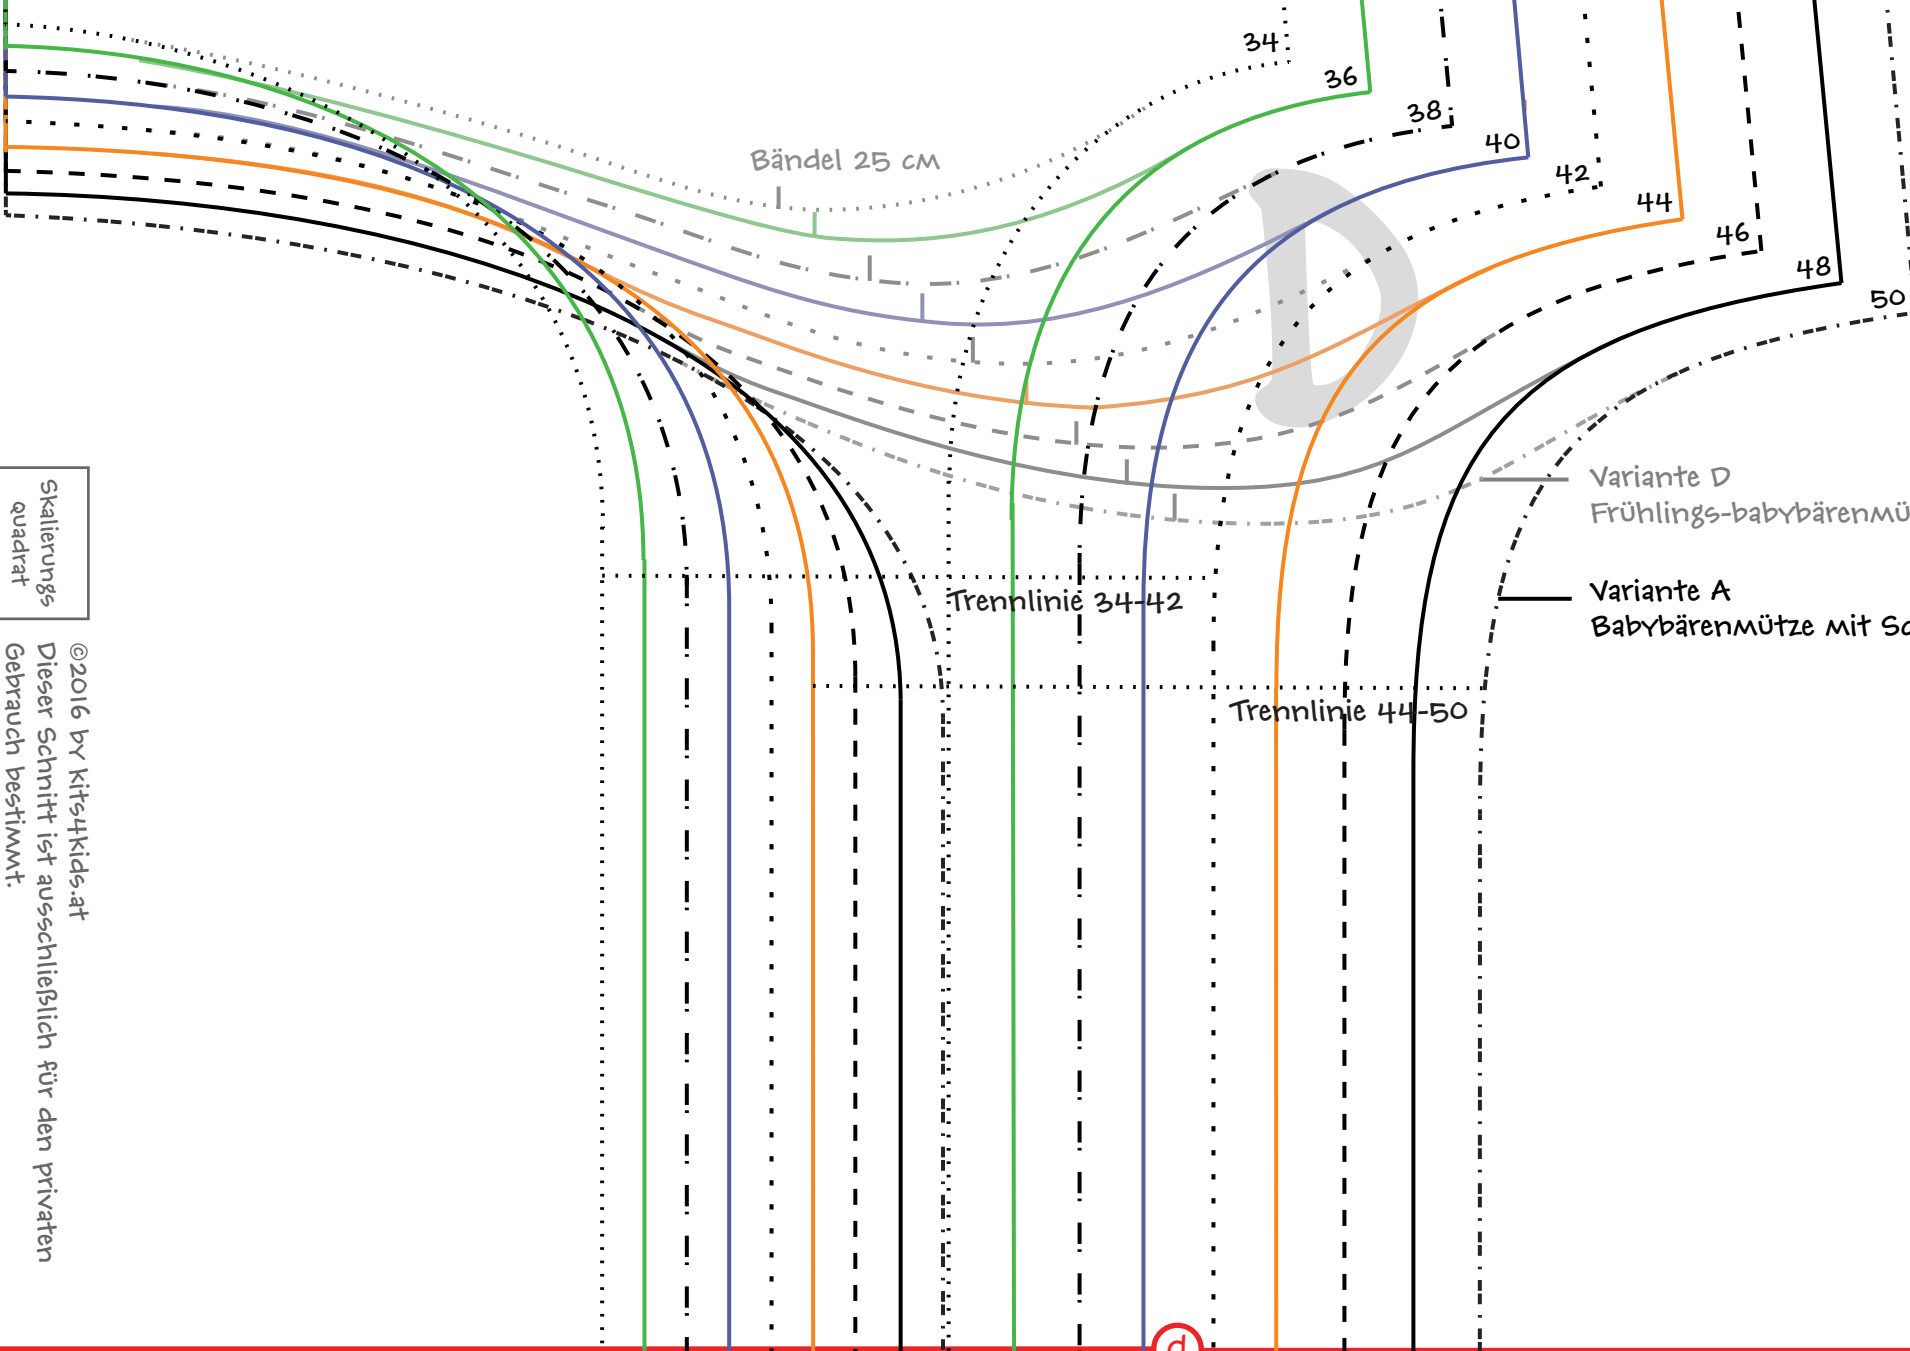 34
36
38
40
42
44
46
48
50
Bändel 25 cm
D
Variante D
Frühlings-babybärenmü
Variante A
Babybärenmütze mit Sc
Trennlinie 34-42
Trennlinie 44-50
Skalierungs
quadrat
©2016 by kits4kids.at
Dieser Schnitt ist ausschließlich für den privaten
Gebrauch bestimmt.
d